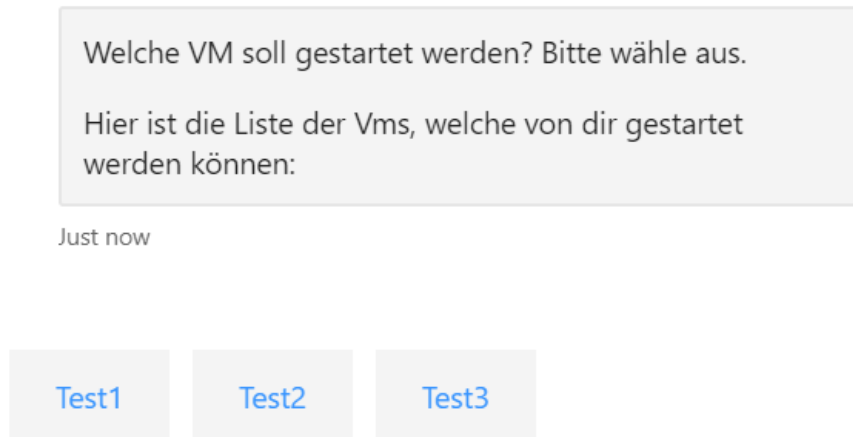 Welche VM soll gestartet werden? Bitte wähle aus.
Hier ist die Liste der Vms, welche von dir gestartet
werden können:
Just now
Test1 Test2 Test3